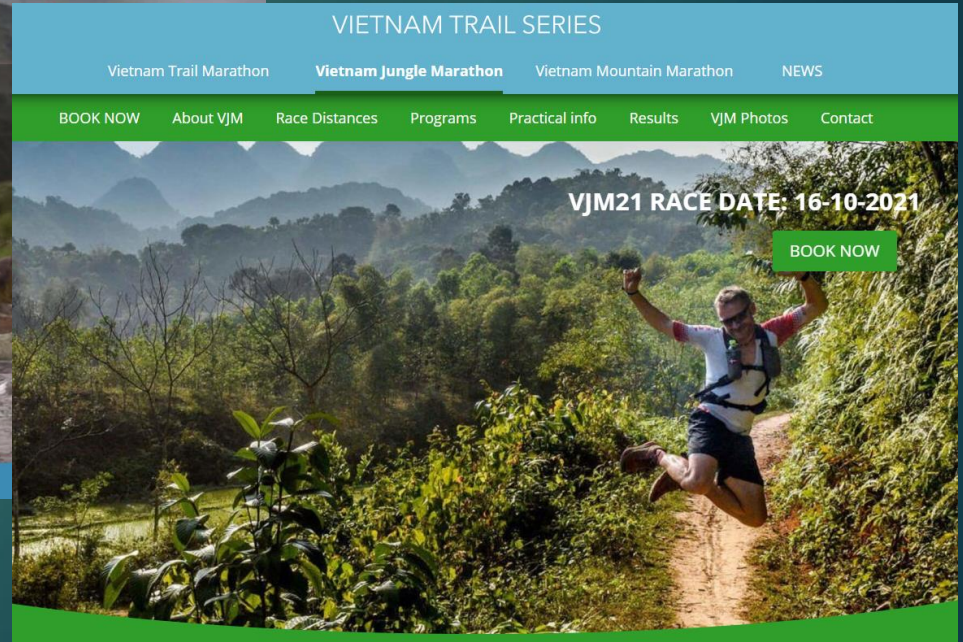 VIETNAM TRAIL SERIES
Vietnam Trail Marathon Vietnam Jungle Marathon Vietnam Mountain Marathon NEWS
BOOK NOW About VJM Race Distances Programs Practical info Results VJM Photos Contact
VJM21 RACE DATE: 16-10-2021
BOOK NOW